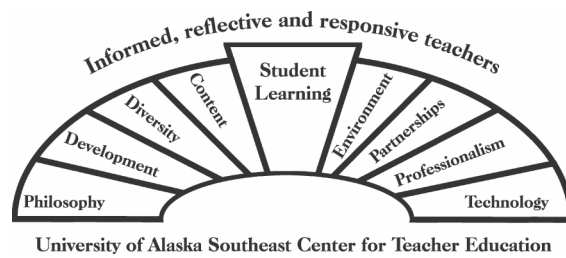 Informed, reflective and responsive teachers
Philosophy
Development
Diversity
Content
Student
Learning
Environment
Partnerships
Professionalism
Technology
University of Alaska Southeast Center for Teacher Education